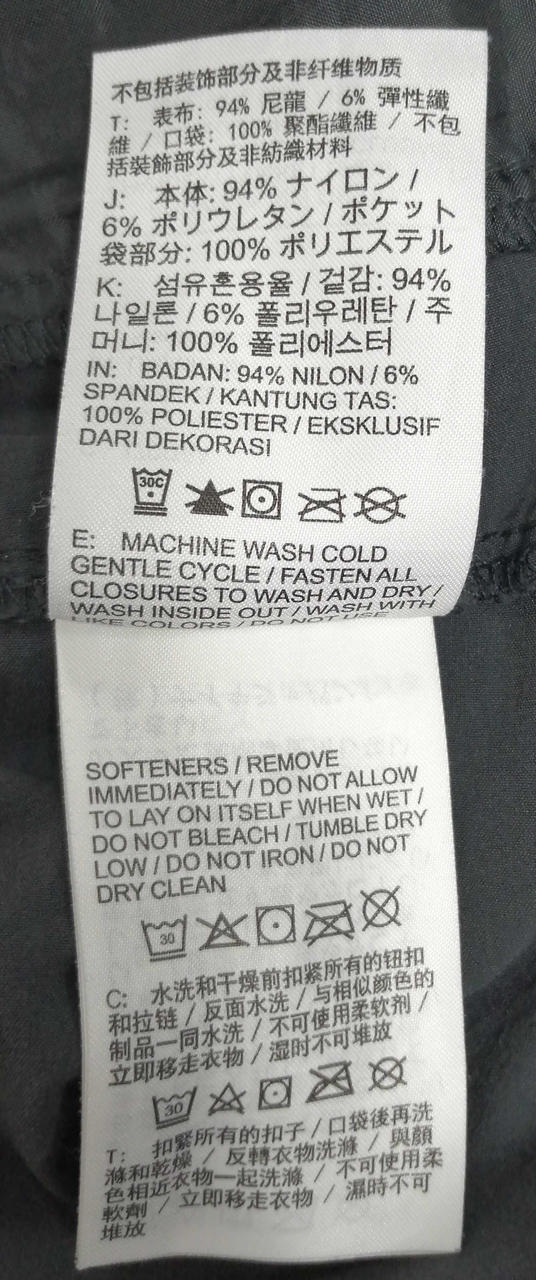 不包括装饰部分及非纤维物质
T: 表布: 94% 尼龍 / 6% 彈性纖
維 / 口袋: 100% 聚酯纖維 / 不包
括裝飾部分及非紡織材料
J: 本体: 94% ナイロン /
6% ポリウレタン / ポケット
袋部分: 100% ポリエステル
K: 섬유혼용율 / 겉감: 94%
나일론 / 6% 폴리우레탄 / 주
머니: 100% 폴리에스터
IN: BADAN: 94% NILON / 6%
SPANDEK / KANTUNG TAS:
100% POLIESTER / EKSKLUSIF
DARI DEKORASI
30C
E: MACHINE WASH COLD
GENTLE CYCLE / FASTEN ALL
CLOSURES TO WASH AND DRY /
WASH INSIDE OUT / WASH WITH
LIKE COLORS / DO NOT USE
SOFTENERS / REMOVE
IMMEDIATELY / DO NOT ALLOW
TO LAY ON ITSELF WHEN WET /
DO NOT BLEACH / TUMBLE DRY
LOW / DO NOT IRON / DO NOT
DRY CLEAN
30
C: 水洗和干燥前扣紧所有的钮扣
和拉链 / 反面水洗 / 与相似颜色的
制品一同水洗 / 不可使用柔软剂 /
立即移走衣物 / 湿时不可堆放
30
T: 扣緊所有的扣子 / 口袋後再洗
滌和乾燥 / 反轉衣物洗滌 / 與顏
色相近衣物一起洗滌 / 不可使用柔
軟劑 / 立即移走衣物 / 濕時不可
堆放